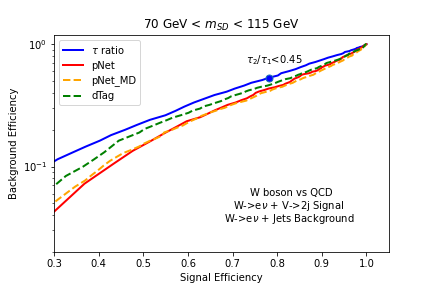 70 GeV < m_SD < 115 GeV
Background Efficiency
10⁰
10⁻¹
τ ratio
pNet
pNet_MD
dTag
τ₂/τ₁<0.45
W boson vs QCD
W->eν + V->2j Signal
W->eν + Jets Background
0.3 0.4 0.5 0.6 0.7 0.8 0.9 1.0
Signal Efficiency